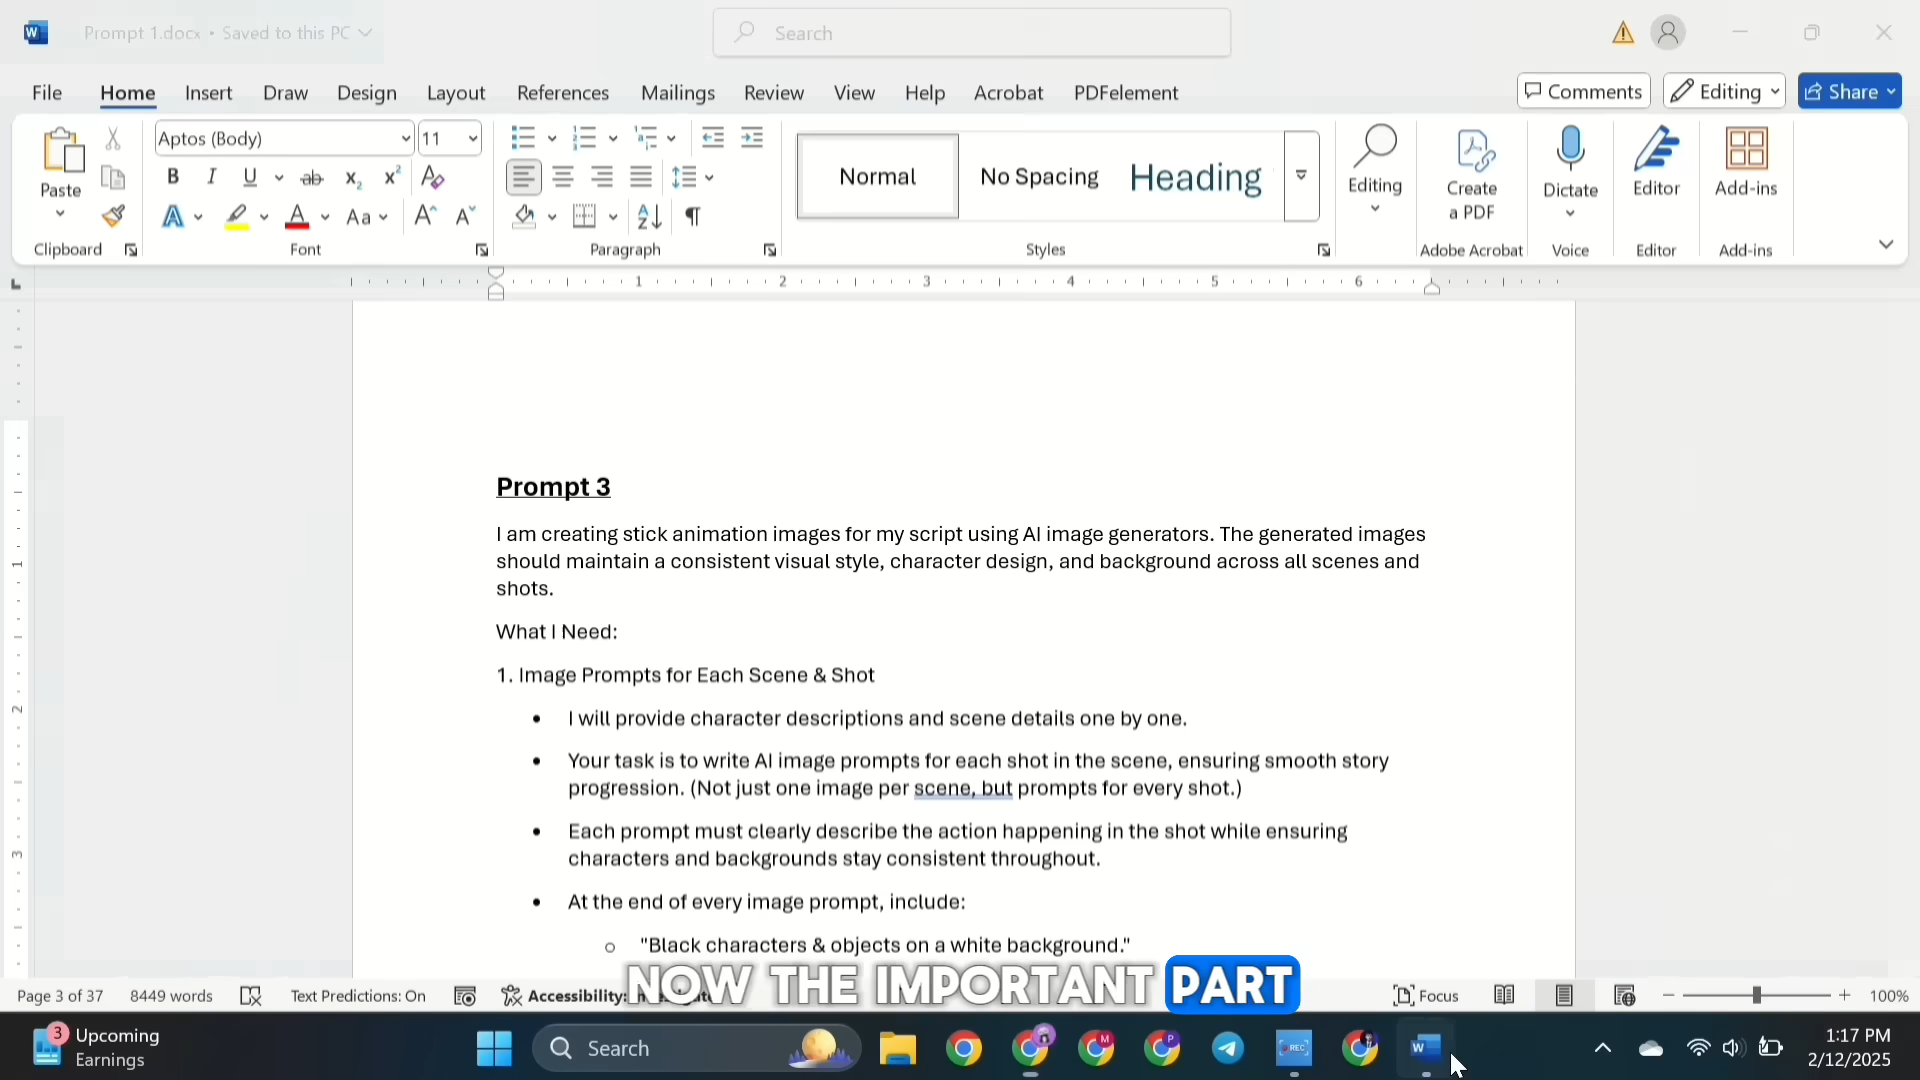 Prompt 1.docx • Saved to this PC
Search
File Home Insert Draw Design Layout References Mailings Review View Help Acrobat PDFelement
Comments Editing Share
Aptos (Body) 11
Paste
Normal No Spacing Heading
Editing
Create a PDF
Dictate
Editor
Add-ins
Clipboard Font Paragraph Styles Adobe Acrobat Voice Editor Add-ins
1 2 3 4 5 6
Prompt 3
I am creating stick animation images for my script using AI image generators. The generated images
should maintain a consistent visual style, character design, and background across all scenes and
shots.
What I Need:
1. Image Prompts for Each Scene & Shot
• I will provide character descriptions and scene details one by one.
• Your task is to write AI image prompts for each shot in the scene, ensuring smooth story
progression. (Not just one image per scene, but prompts for every shot.)
• Each prompt must clearly describe the action happening in the shot while ensuring
characters and backgrounds stay consistent throughout.
• At the end of every image prompt, include:
o "Black characters & objects on a white background."
NOW THE IMPORTANT PART
Page 3 of 37 8449 words Text Predictions: On Accessibility: Focus 100%
3 Upcoming
Earnings
Search
1:17 PM
2/12/2025